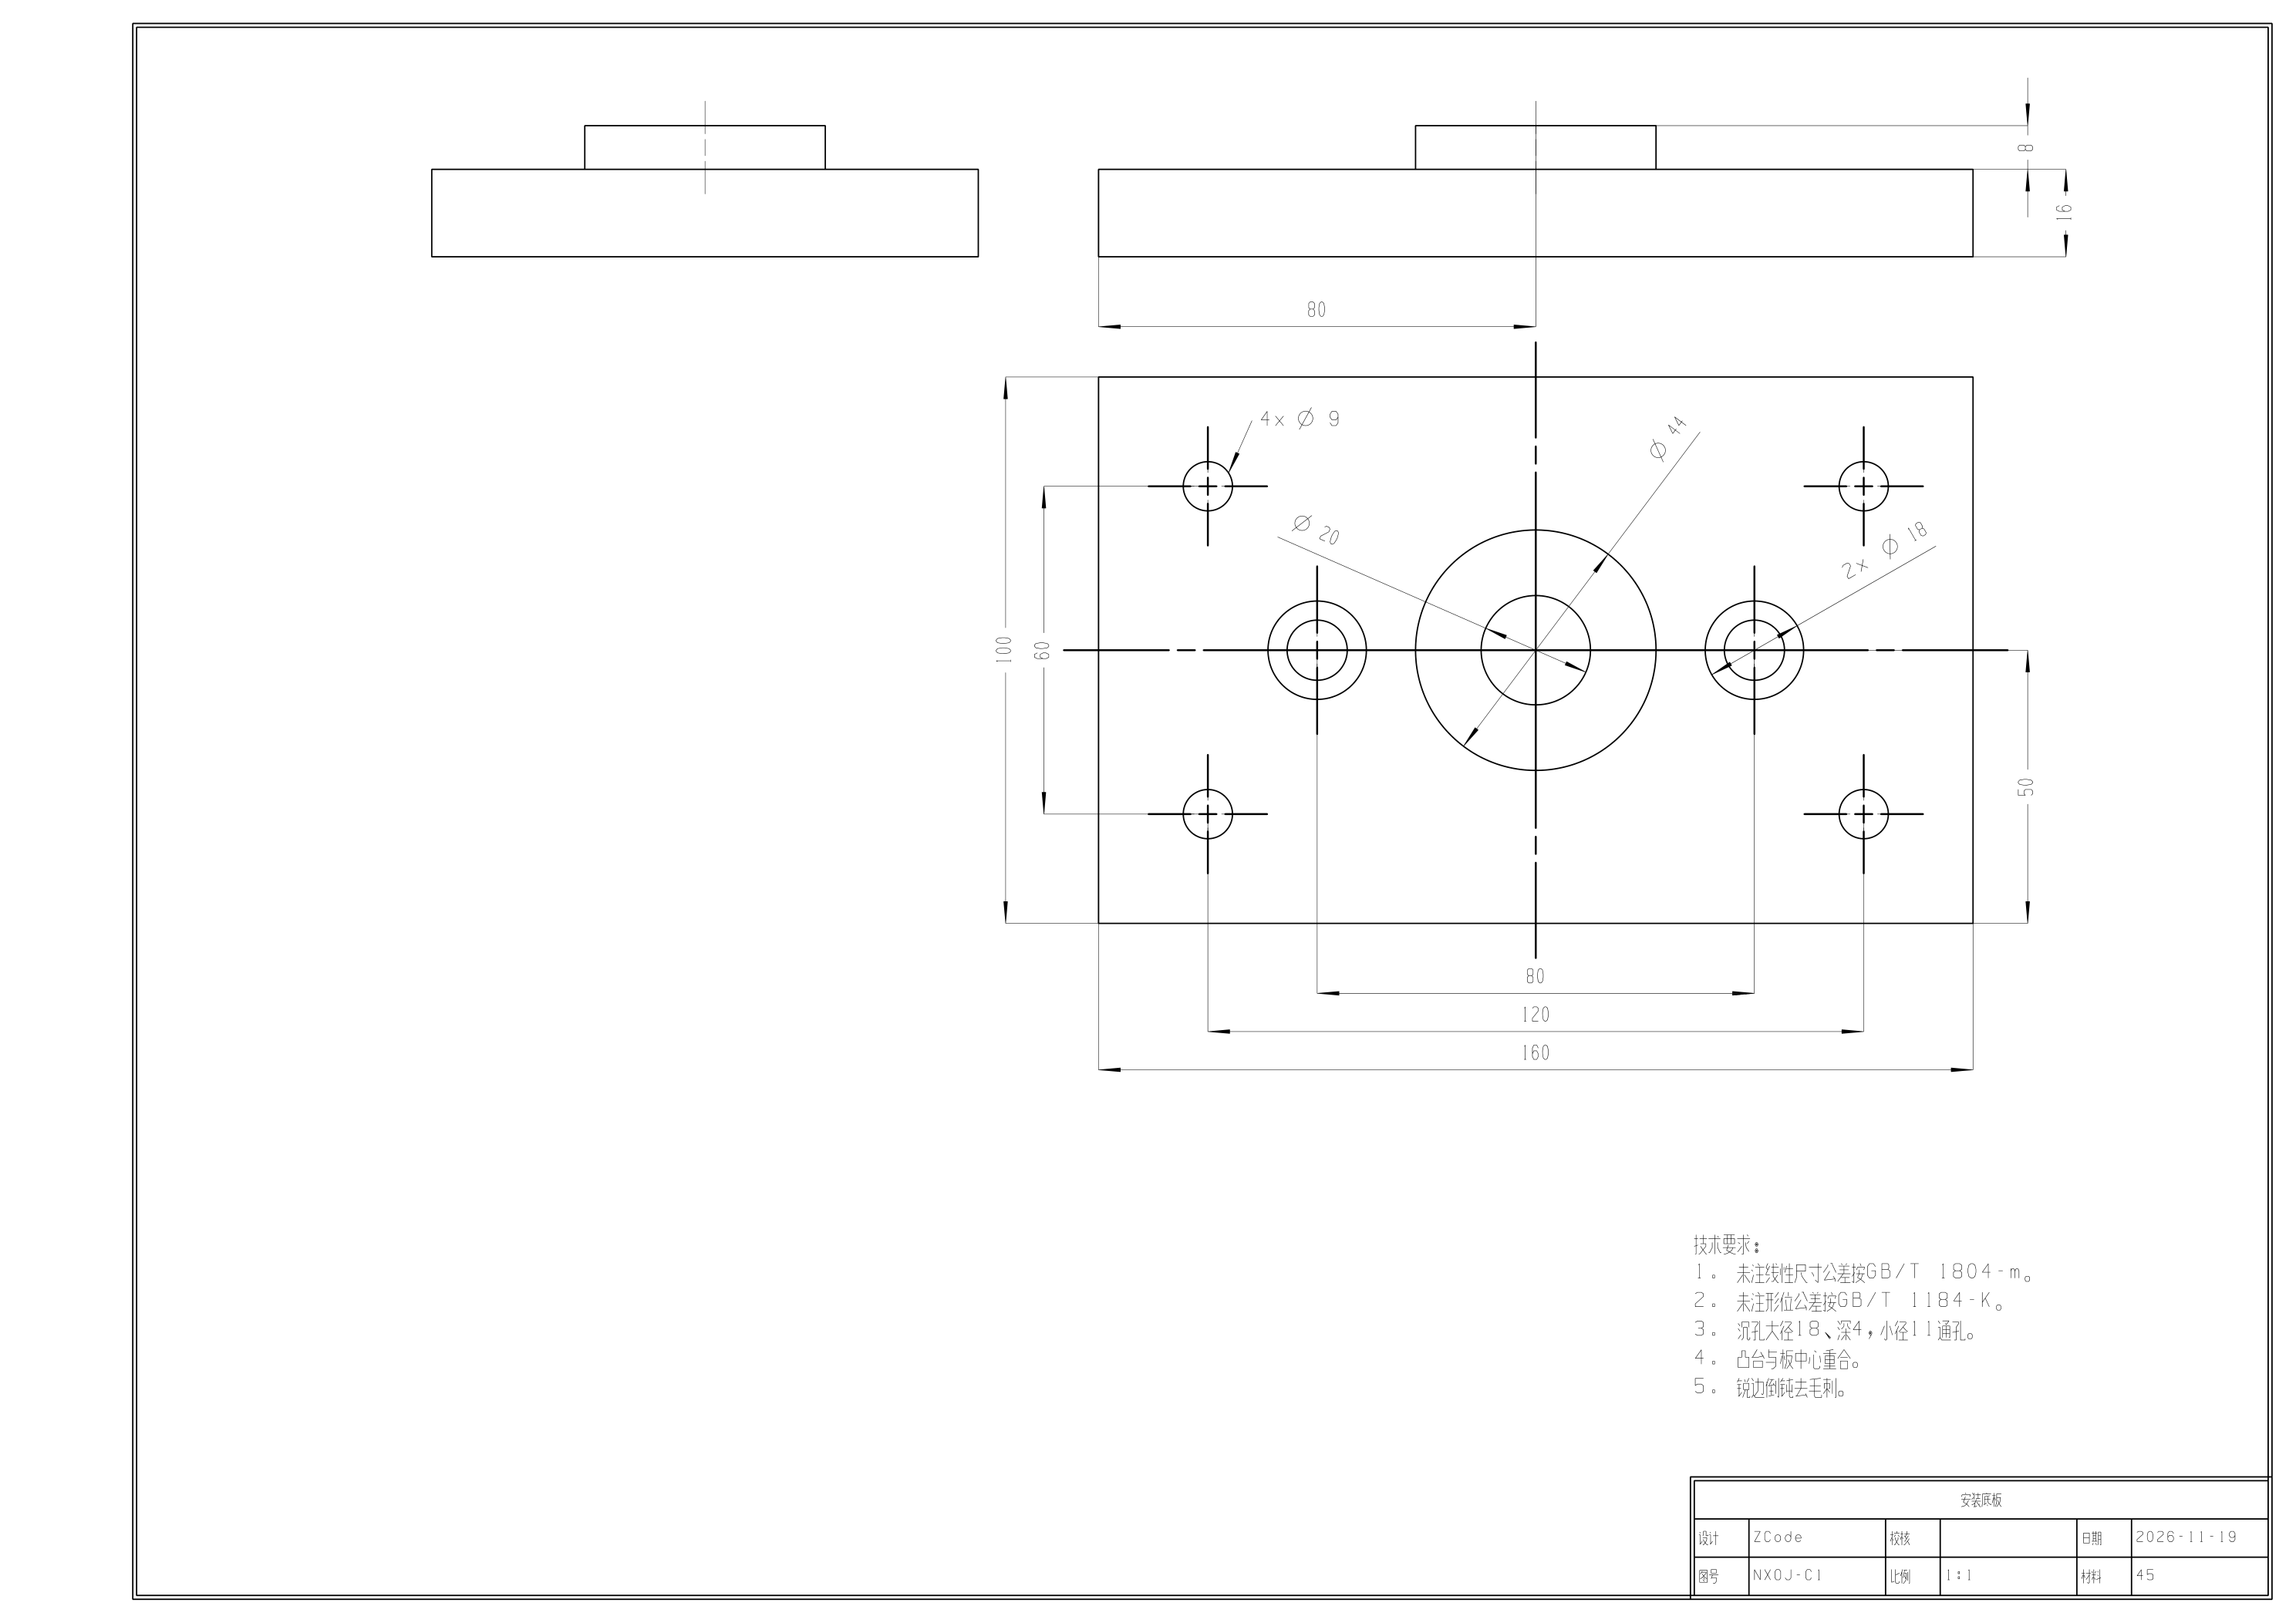 8
16
80
4x Ø 9
Ø 44
Ø 20
2x Ø 18
100
60
50
80
120
160
技术要求：
1。 未注线性尺寸公差按GB/T 1804-m。
2。 未注形位公差按GB/T 1184-K。
3。 沉孔大径18、深4，小径11通孔。
4。 凸台与板中心重合。
5。 锐边倒钝去毛刺。
安装底板
设计 ZCode 校核 日期 2026-11-19
图号 NX0J-C1 比例 1:1 材料 45